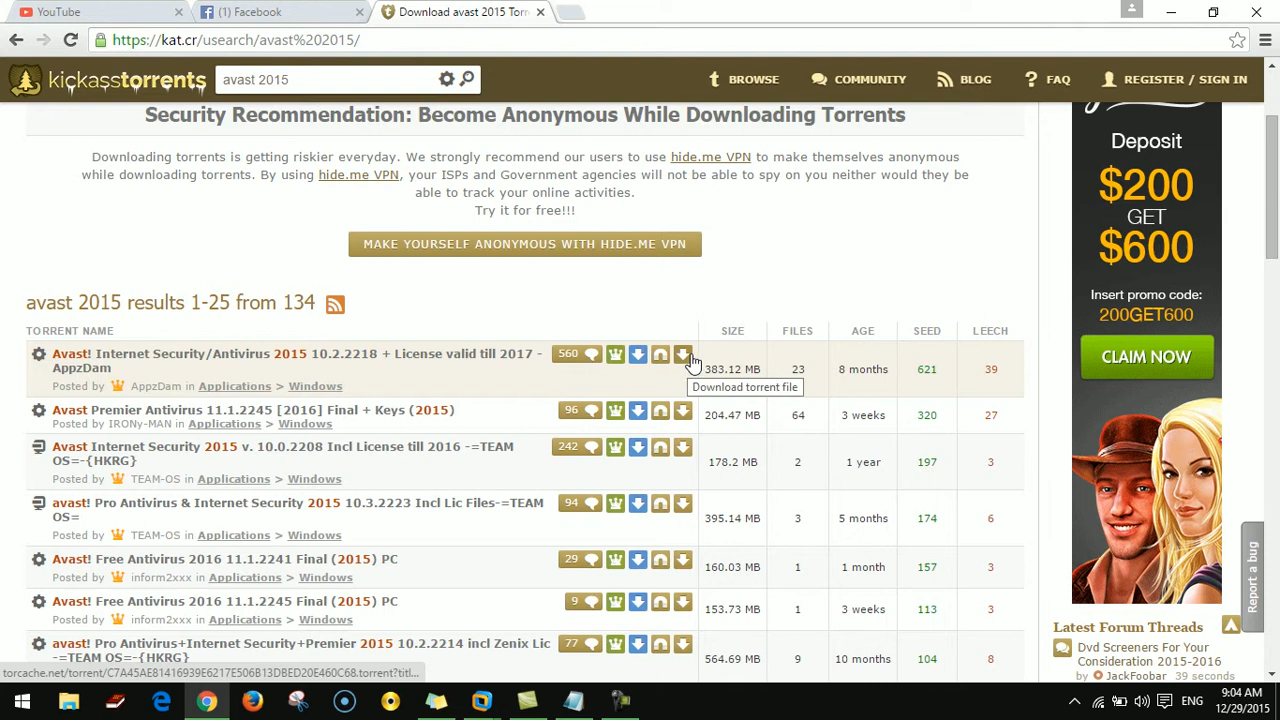 YouTube
(1) Facebook
Download avast 2015 Torr
https://kat.cr/usearch/avast%202015/
kickasstorrents
avast 2015
BROWSE
COMMUNITY
BLOG
FAQ
REGISTER / SIGN IN
Security Recommendation: Become Anonymous While Downloading Torrents
Downloading torrents is getting riskier everyday. We strongly recommend our users to use hide.me VPN to make themselves anonymous
while downloading torrents. By using hide.me VPN, your ISPs and Government agencies will not be able to spy on you neither would they be
able to track your online activities.
Try it for free!!!
MAKE YOURSELF ANONYMOUS WITH HIDE.ME VPN
avast 2015 results 1-25 from 134
TORRENT NAME SIZE FILES AGE SEED LEECH
Avast! Internet Security/Antivirus 2015 10.2.2218 + License valid till 2017 -
AppzDam
560
383.12 MB 23 8 months 621 39
Download torrent file
Posted by AppzDam in Applications > Windows
Avast Premier Antivirus 11.1.2245 [2016] Final + Keys (2015)
96
204.47 MB 64 3 weeks 320 27
Posted by IRONy-MAN in Applications > Windows
Avast Internet Security 2015 v. 10.0.2208 Incl License till 2016 -=TEAM
OS=-{HKRG}
242
178.2 MB 2 1 year 197 3
Posted by TEAM-OS in Applications > Windows
avast! Pro Antivirus & Internet Security 2015 10.3.2223 Incl Lic Files-=TEAM
OS=
94
395.14 MB 3 5 months 174 6
Posted by TEAM-OS in Applications > Windows
Avast! Free Antivirus 2016 11.1.2241 Final (2015) PC
29
160.03 MB 1 1 month 157 3
Posted by inform2xxx in Applications > Windows
Avast! Free Antivirus 2016 11.1.2245 Final (2015) PC
9
153.73 MB 1 3 weeks 113 3
Posted by inform2xxx in Applications > Windows
avast! Pro Antivirus+Internet Security+Premier 2015 10.2.2214 incl Zenix Lic
-=TEAM OS=-{HKRG}
77
564.69 MB 9 10 months 104 8
Deposit
$200
GET
$600
Insert promo code:
200GET600
CLAIM NOW
Report a bug
Latest Forum Threads
Dvd Screeners For Your
Consideration 2015-2016
by JackFoobar 39 seconds
torcache.net/torrent/C7A45AE81416939E6217E506B13DBED20E460C68.torrent?titl...
ENG
9:04 AM
12/29/2015